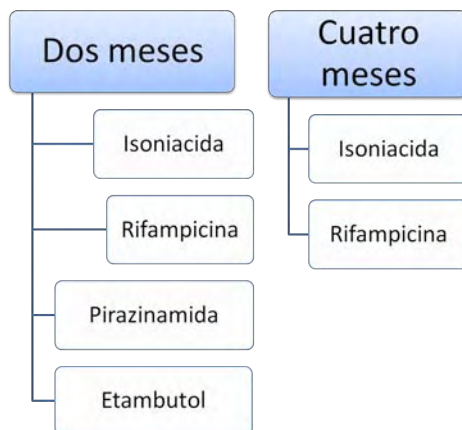 Dos meses
Isoniacida
Rifampicina
Pirazinamida
Etambutol
Cuatro
meses
Isoniacida
Rifampicina